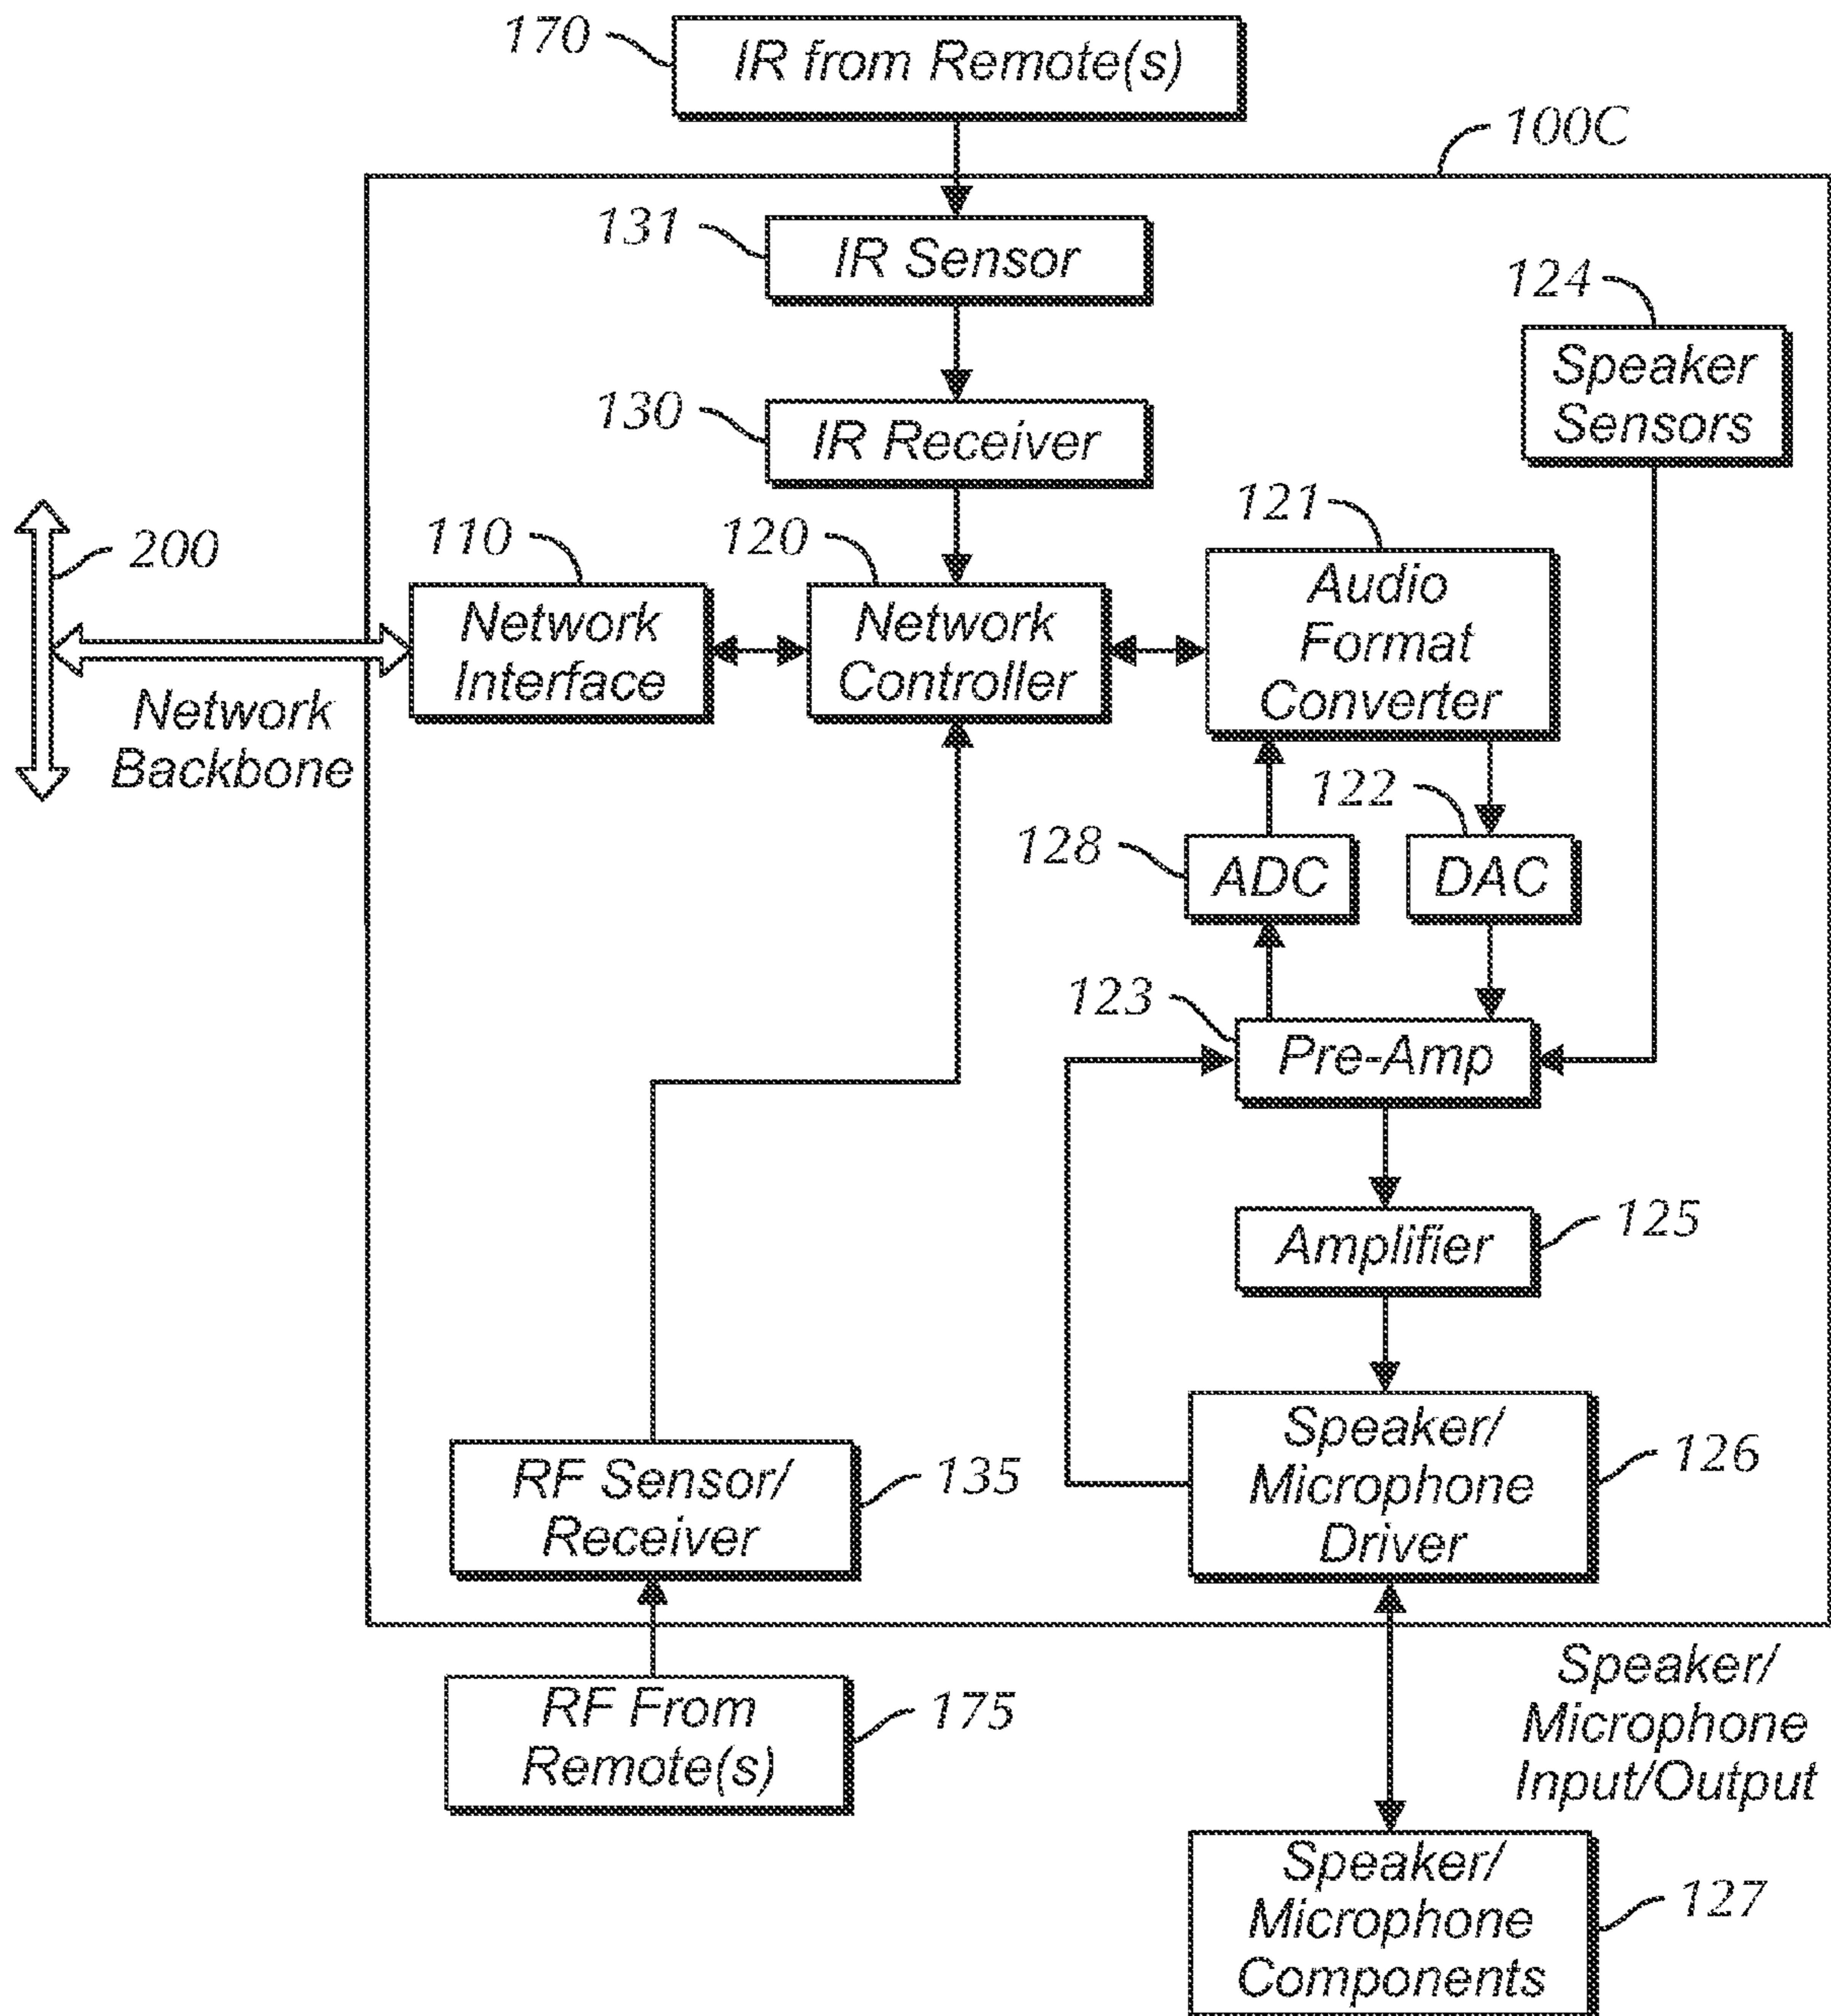 170
IR from Remote(s)
100C
131
IR Sensor
124
Speaker
Sensors
130
IR Receiver
200
110
Network
Interface
120
Network
Controller
121
Audio
Format
Converter
Network
Backbone
128
ADC
122
DAC
123
Pre-Amp
Amplifier
125
Speaker/
Microphone
Driver
126
RF Sensor/
Receiver
135
RF From
Remote(s)
175
Speaker/
Microphone
Input/Output
Speaker/
Microphone
Components
127